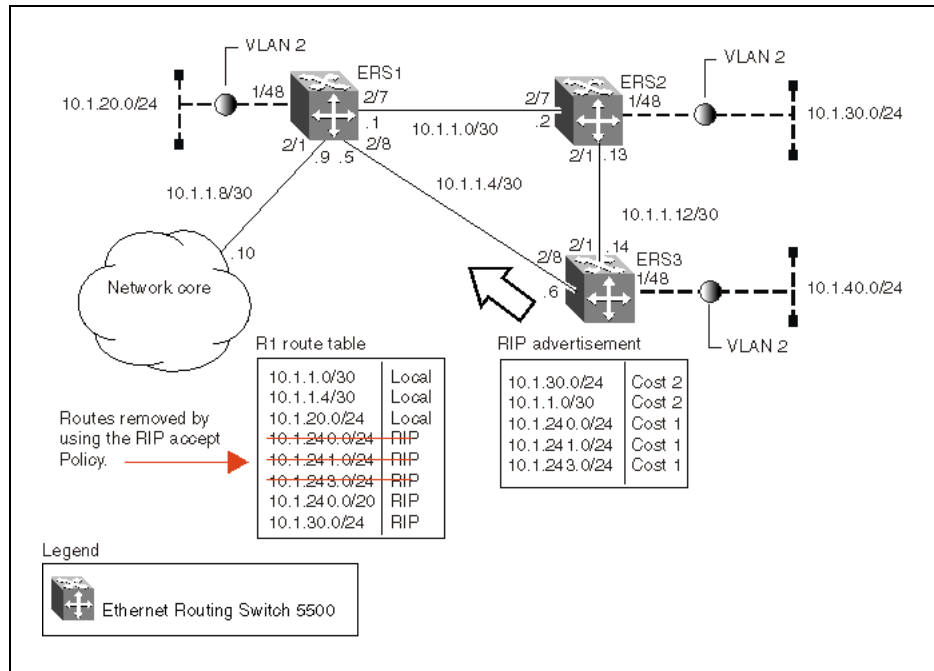 VLAN 2
ERS1
1/48
10.1.20.0/24
2/7
.1
2/8
2/1
.9
.5
10.1.1.0/30
2/7
.2
ERS2
1/48
VLAN 2
10.1.30.0/24
2/1
.13
10.1.1.8/30
10.1.1.4/30
10.1.1.12/30
.10
Network core
2/8
2/1
.14
ERS3
1/48
.6
10.1.40.0/24
VLAN 2
R1 route table
10.1.1.0/30 Local
10.1.1.4/30 Local
10.1.20.0/24 Local
10.1.240.0/24 RIP
10.1.241.0/24 RIP
10.1.243.0/24 RIP
10.1.240.0/20 RIP
10.1.30.0/24 RIP
RIP advertisement
10.1.30.0/24 Cost 2
10.1.1.0/30 Cost 2
10.1.240.0/24 Cost 1
10.1.241.0/24 Cost 1
10.1.243.0/24 Cost 1
Routes removed by
using the RIP accept
Policy.
Legend
Ethernet Routing Switch 5500